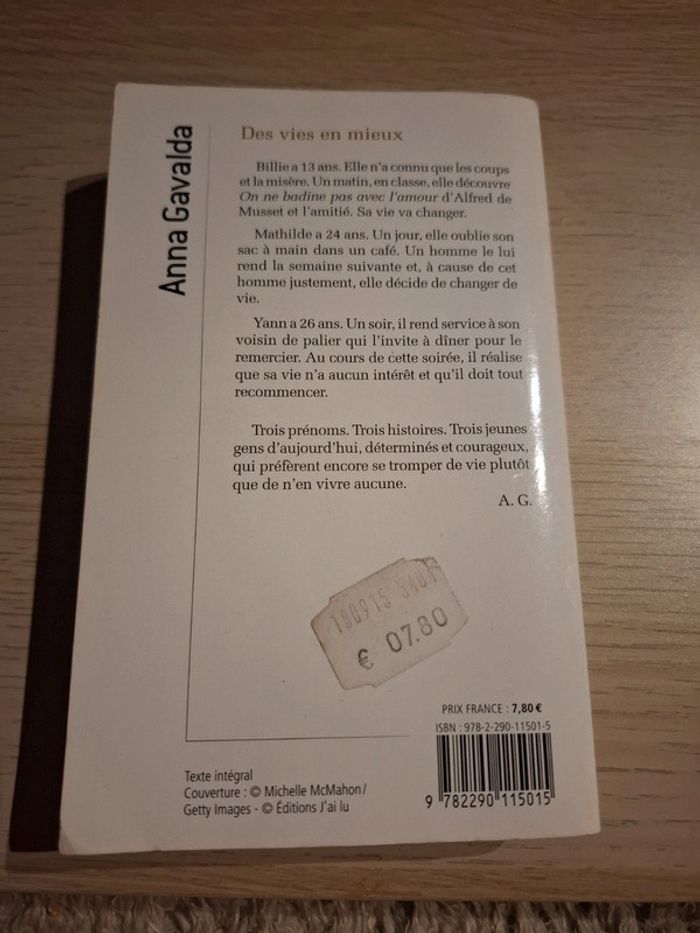 Anna Gavalda
Des vies en mieux
Billie a 13 ans. Elle n'a connu que les coups
et la misère. Un matin, en classe, elle découvre
On ne badine pas avec l'amour d'Alfred de
Musset et l'amitié. Sa vie va changer.
Mathilde a 24 ans. Un jour, elle oublie son
sac à main dans un café. Un homme le lui
rend la semaine suivante et, à cause de cet
homme justement, elle décide de changer de
vie.
Yann a 26 ans. Un soir, il rend service à son
voisin de palier qui l'invite à dîner pour le
remercier. Au cours de cette soirée, il réalise
que sa vie n'a aucun intérêt et qu'il doit tout
recommencer.
Trois prénoms. Trois histoires. Trois jeunes
gens d'aujourd'hui, déterminés et courageux,
qui préfèrent encore se tromper de vie plutôt
que de n'en vivre aucune.
A. G.
180915 5404
€ 07.80
PRIX FRANCE : 7,80 €
ISBN : 978-2-290-11501-5
Texte intégral
Couverture : © Michelle McMahon /
Getty Images - © Éditions J'ai lu
9 782290 115015